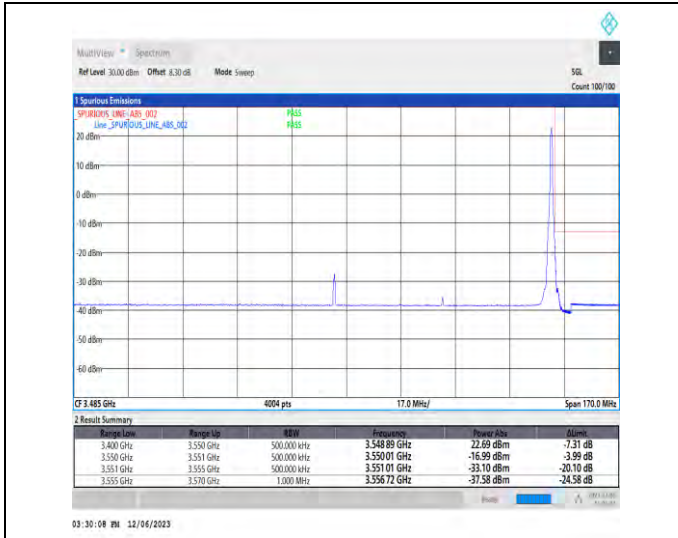 MultiView Spectrum
Ref Level 30.00 dBm Offset 8.30 dB Mode Sweep SGL
Count 100/100
1 Spurious Emissions
SPURIOUS_LINE_ABS_002 PASS
Line _SPURIOUS_LINE_ABS_002 PASS
20 dBm
10 dBm
0 dBm
-10 dBm
-20 dBm
-30 dBm
-40 dBm
-50 dBm
-60 dBm
CF 3.485 GHz 4004 pts 17.0 MHz/ Span 170.0 MHz
2 Result Summary
Range Low Range Up RBW Frequency Power Abs ΔLimit
3.400 GHz 3.550 GHz 500.000 kHz 3.548 89 GHz 22.69 dBm -7.31 dB
3.550 GHz 3.551 GHz 500.000 kHz 3.550 01 GHz -16.99 dBm -3.99 dB
3.551 GHz 3.555 GHz 500.000 kHz 3.551 01 GHz -33.10 dBm -20.10 dB
3.555 GHz 3.570 GHz 1.000 MHz 3.556 72 GHz -37.58 dBm -24.58 dB
Ready
03:30:08 PM 12/06/2023